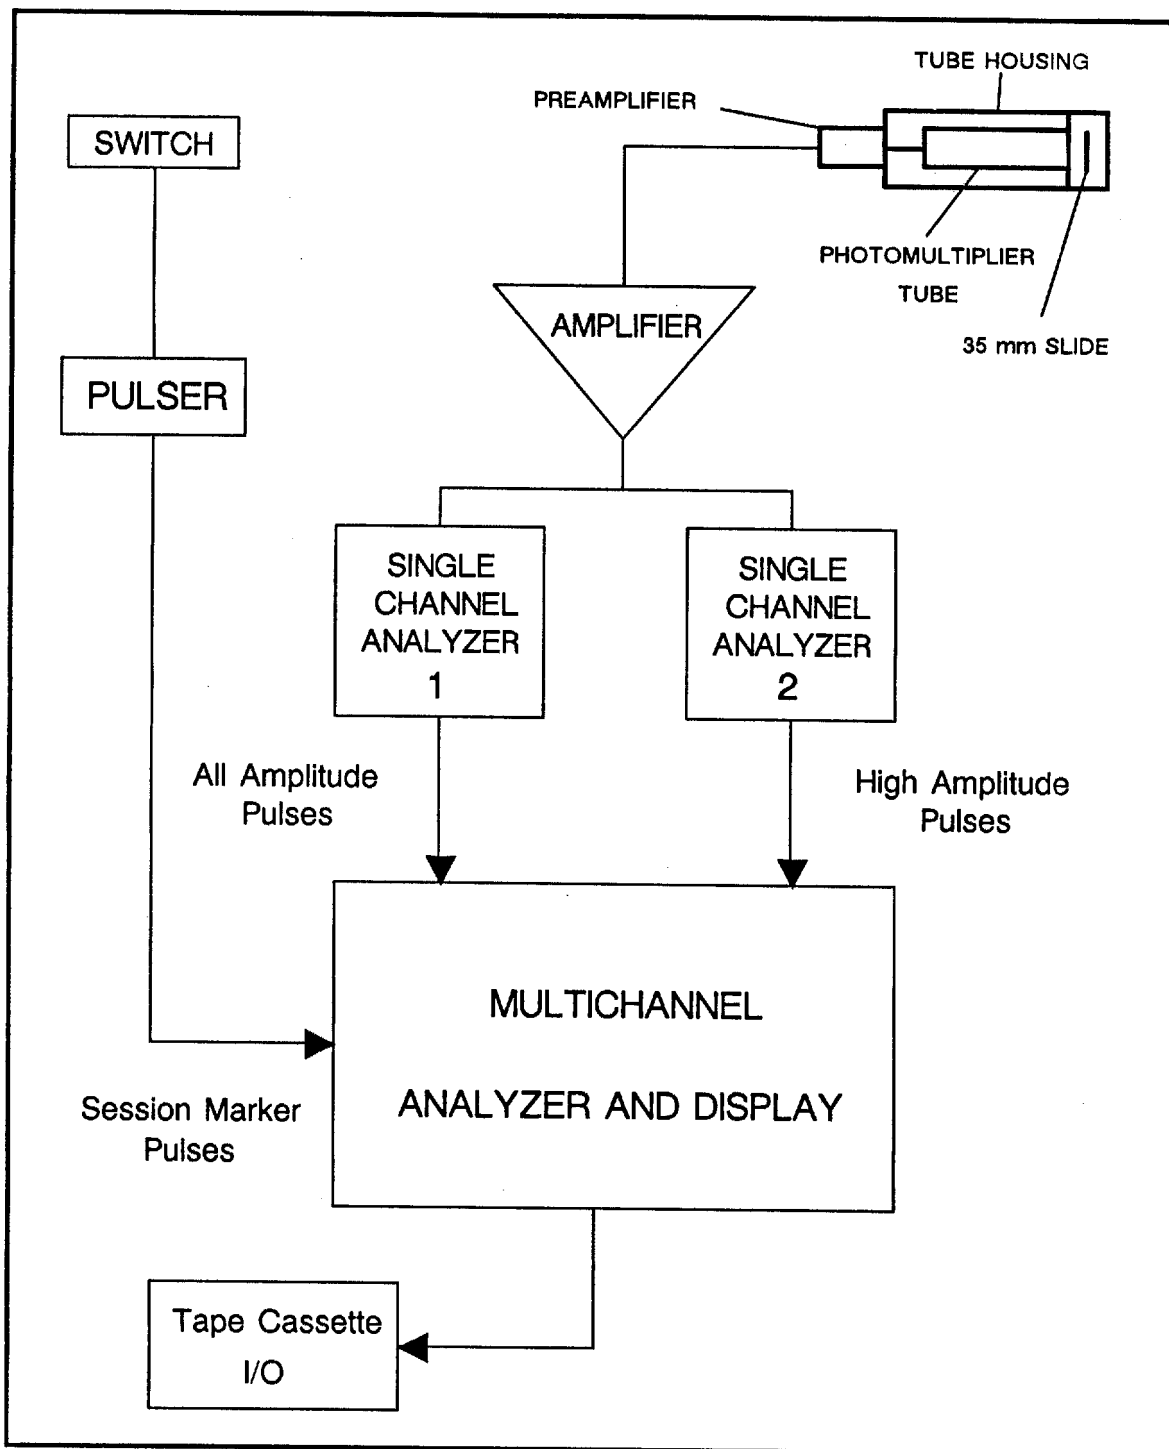 TUBE HOUSING
PREAMPLIFIER
SWITCH
PHOTOMULTIPLIER
TUBE
35 mm SLIDE
AMPLIFIER
PULSER
SINGLE
CHANNEL
ANALYZER
1
SINGLE
CHANNEL
ANALYZER
2
All Amplitude
Pulses
High Amplitude
Pulses
MULTICHANNEL
ANALYZER AND DISPLAY
Session Marker
Pulses
Tape Cassette
I/O